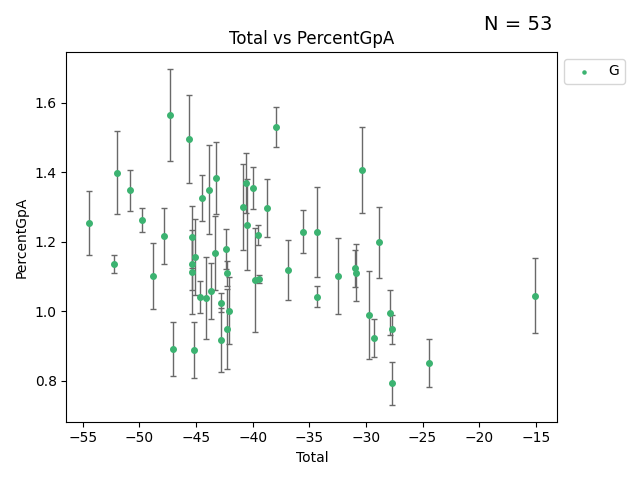 N = 53
Total vs PercentGpA
G
PercentGpA
1.6
1.4
1.2
1.0
0.8
−55 −50 −45 −40 −35 −30 −25 −20 −15
Total